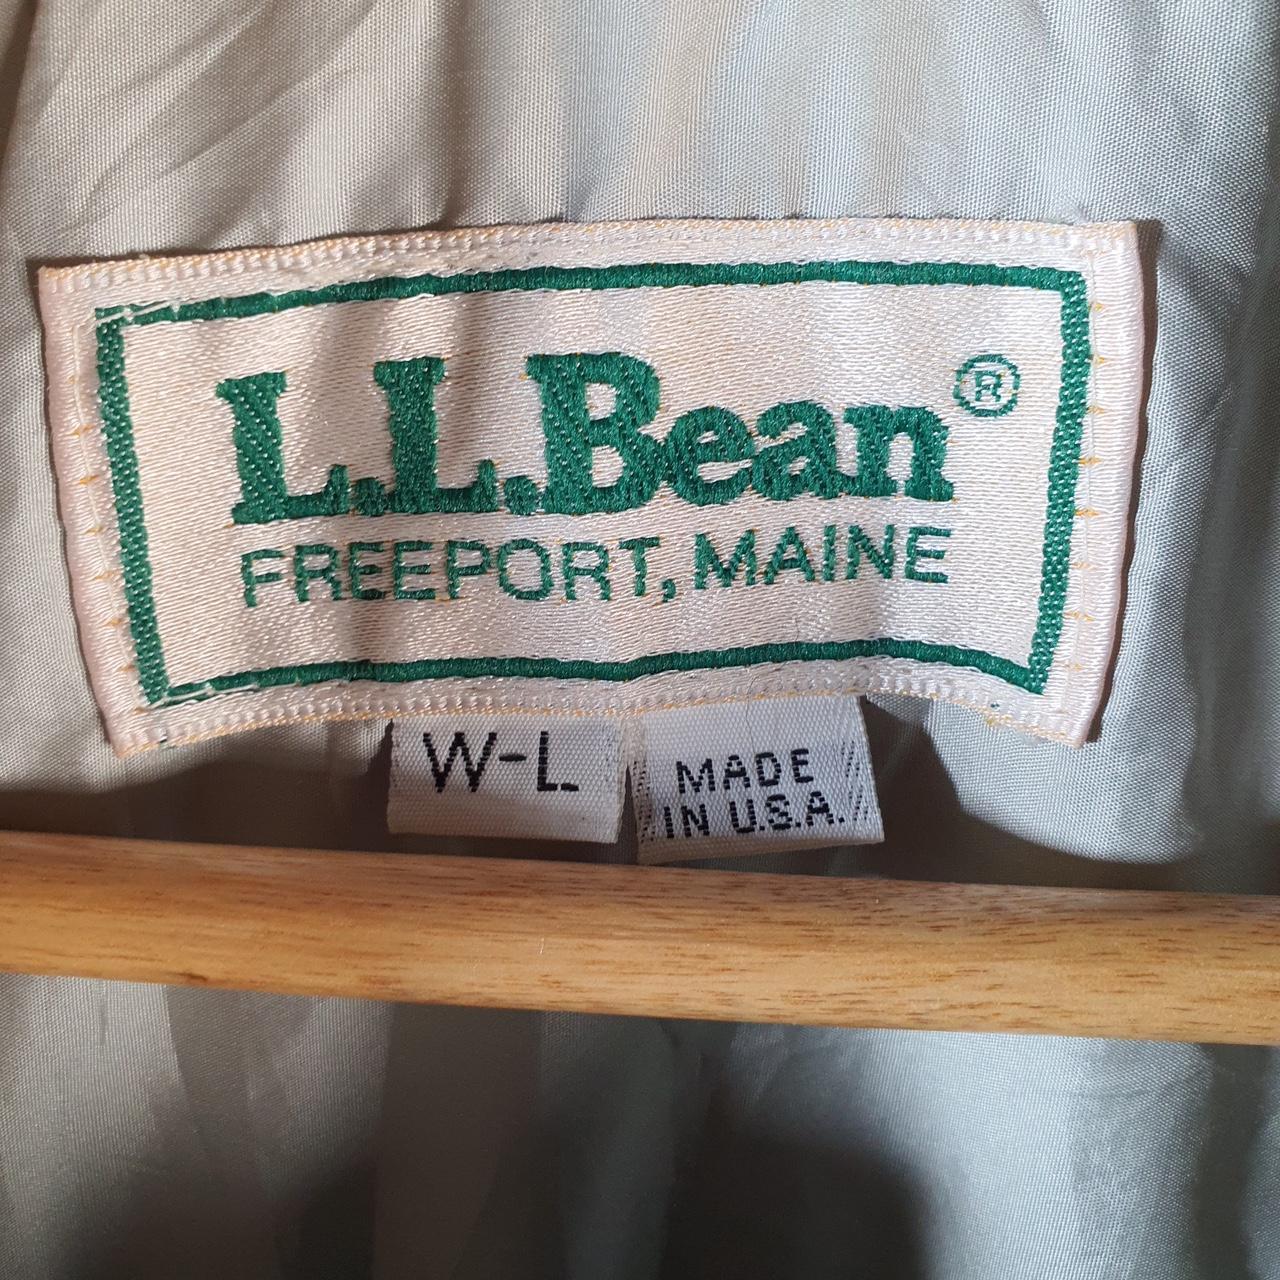 L.L.Bean®
FREEPORT, MAINE
W-L
MADE
IN U.S.A.